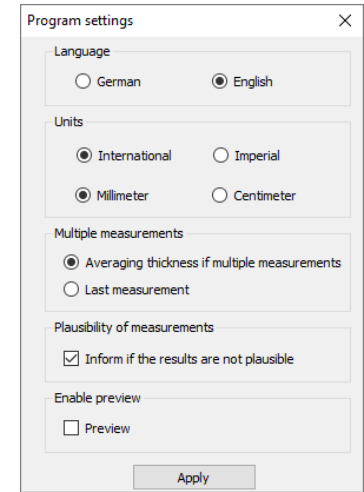 Program settings
Language
German English
Units
International Imperial
Millimeter Centimeter
Multiple measurements
Averaging thickness if multiple measurements
Last measurement
Plausibility of measurements
Inform if the results are not plausible
Enable preview
Preview
Apply